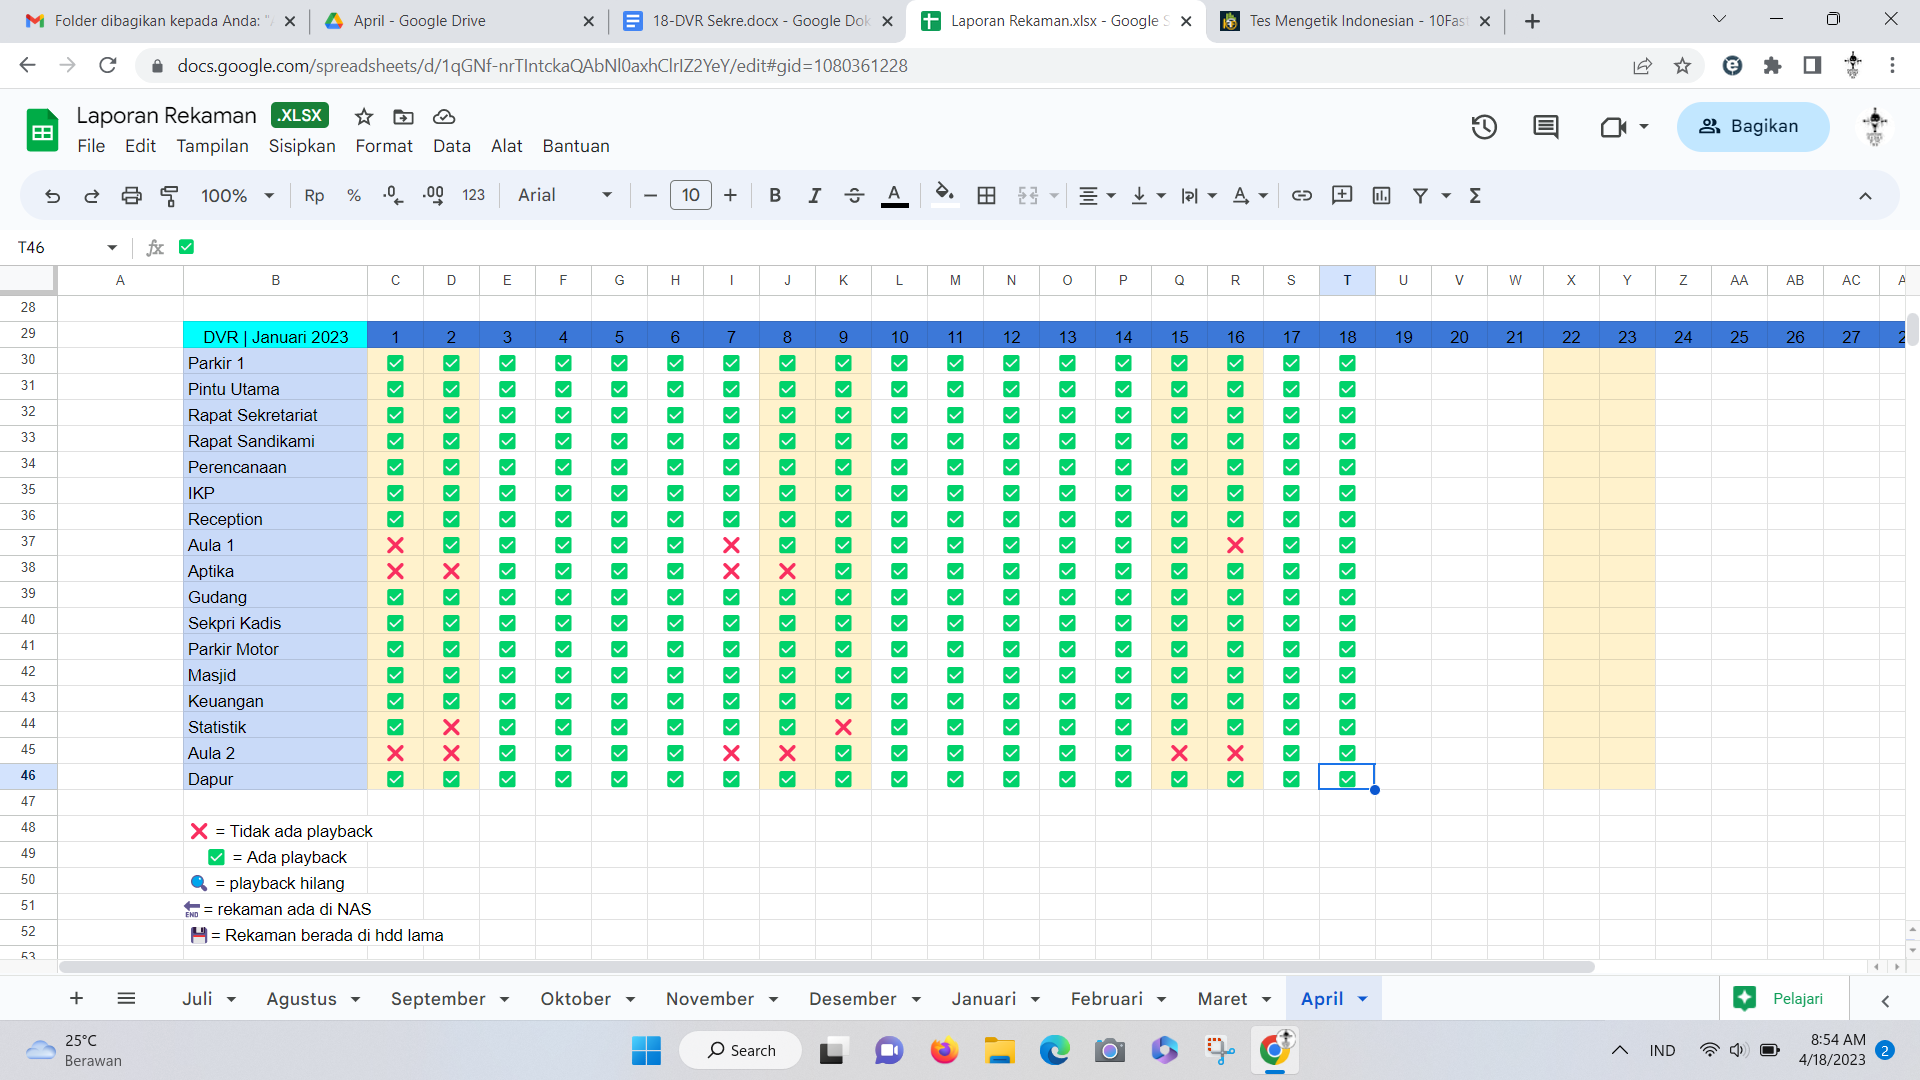 Folder dibagikan kepada Anda: "A
April - Google Drive
18-DVR Sekre.docx - Google Dok
Laporan Rekaman.xlsx - Google S
Tes Mengetik Indonesian - 10Fast
docs.google.com/spreadsheets/d/1qGNf-nrTIntckaQAbNl0axhClrIZ2YeY/edit#gid=1080361228
Laporan Rekaman .XLSX
File Edit Tampilan Sisipkan Format Data Alat Bantuan
Bagikan
100% Rp % .0 .00 123 Arial 10 B I S A Σ
T46 fx ✅
A B C D E F G H I J K L M N O P Q R S T U V W X Y Z AA AB AC A
28
29 DVR | Januari 2023 1 2 3 4 5 6 7 8 9 10 11 12 13 14 15 16 17 18 19 20 21 22 23 24 25 26 27 2
30 Parkir 1 ✅ ✅ ✅ ✅ ✅ ✅ ✅ ✅ ✅ ✅ ✅ ✅ ✅ ✅ ✅ ✅ ✅ ✅
31 Pintu Utama ✅ ✅ ✅ ✅ ✅ ✅ ✅ ✅ ✅ ✅ ✅ ✅ ✅ ✅ ✅ ✅ ✅ ✅
32 Rapat Sekretariat ✅ ✅ ✅ ✅ ✅ ✅ ✅ ✅ ✅ ✅ ✅ ✅ ✅ ✅ ✅ ✅ ✅ ✅
33 Rapat Sandikami ✅ ✅ ✅ ✅ ✅ ✅ ✅ ✅ ✅ ✅ ✅ ✅ ✅ ✅ ✅ ✅ ✅ ✅
34 Perencanaan ✅ ✅ ✅ ✅ ✅ ✅ ✅ ✅ ✅ ✅ ✅ ✅ ✅ ✅ ✅ ✅ ✅ ✅
35 IKP ✅ ✅ ✅ ✅ ✅ ✅ ✅ ✅ ✅ ✅ ✅ ✅ ✅ ✅ ✅ ✅ ✅ ✅
36 Reception ✅ ✅ ✅ ✅ ✅ ✅ ✅ ✅ ✅ ✅ ✅ ✅ ✅ ✅ ✅ ✅ ✅ ✅
37 Aula 1 ❌ ✅ ✅ ✅ ✅ ✅ ❌ ✅ ✅ ✅ ✅ ✅ ✅ ✅ ✅ ❌ ✅ ✅
38 Aptika ❌ ❌ ✅ ✅ ✅ ✅ ❌ ❌ ✅ ✅ ✅ ✅ ✅ ✅ ✅ ✅ ✅ ✅
39 Gudang ✅ ✅ ✅ ✅ ✅ ✅ ✅ ✅ ✅ ✅ ✅ ✅ ✅ ✅ ✅ ✅ ✅ ✅
40 Sekpri Kadis ✅ ✅ ✅ ✅ ✅ ✅ ✅ ✅ ✅ ✅ ✅ ✅ ✅ ✅ ✅ ✅ ✅ ✅
41 Parkir Motor ✅ ✅ ✅ ✅ ✅ ✅ ✅ ✅ ✅ ✅ ✅ ✅ ✅ ✅ ✅ ✅ ✅ ✅
42 Masjid ✅ ✅ ✅ ✅ ✅ ✅ ✅ ✅ ✅ ✅ ✅ ✅ ✅ ✅ ✅ ✅ ✅ ✅
43 Keuangan ✅ ✅ ✅ ✅ ✅ ✅ ✅ ✅ ✅ ✅ ✅ ✅ ✅ ✅ ✅ ✅ ✅ ✅
44 Statistik ✅ ❌ ✅ ✅ ✅ ✅ ✅ ✅ ❌ ✅ ✅ ✅ ✅ ✅ ✅ ✅ ✅ ✅
45 Aula 2 ❌ ❌ ✅ ✅ ✅ ✅ ❌ ❌ ✅ ✅ ✅ ✅ ✅ ✅ ❌ ❌ ✅ ✅
46 Dapur ✅ ✅ ✅ ✅ ✅ ✅ ✅ ✅ ✅ ✅ ✅ ✅ ✅ ✅ ✅ ✅ ✅ ✅
47
48 ❌ = Tidak ada playback
49 ✅ = Ada playback
50 🔍 = playback hilang
51 🔚 = rekaman ada di NAS
52 💾 = Rekaman berada di hdd lama
53
Juli Agustus September Oktober November Desember Januari Februari Maret April Pelajari
25°C
Berawan
Search
IND
8:54 AM
4/18/2023 2